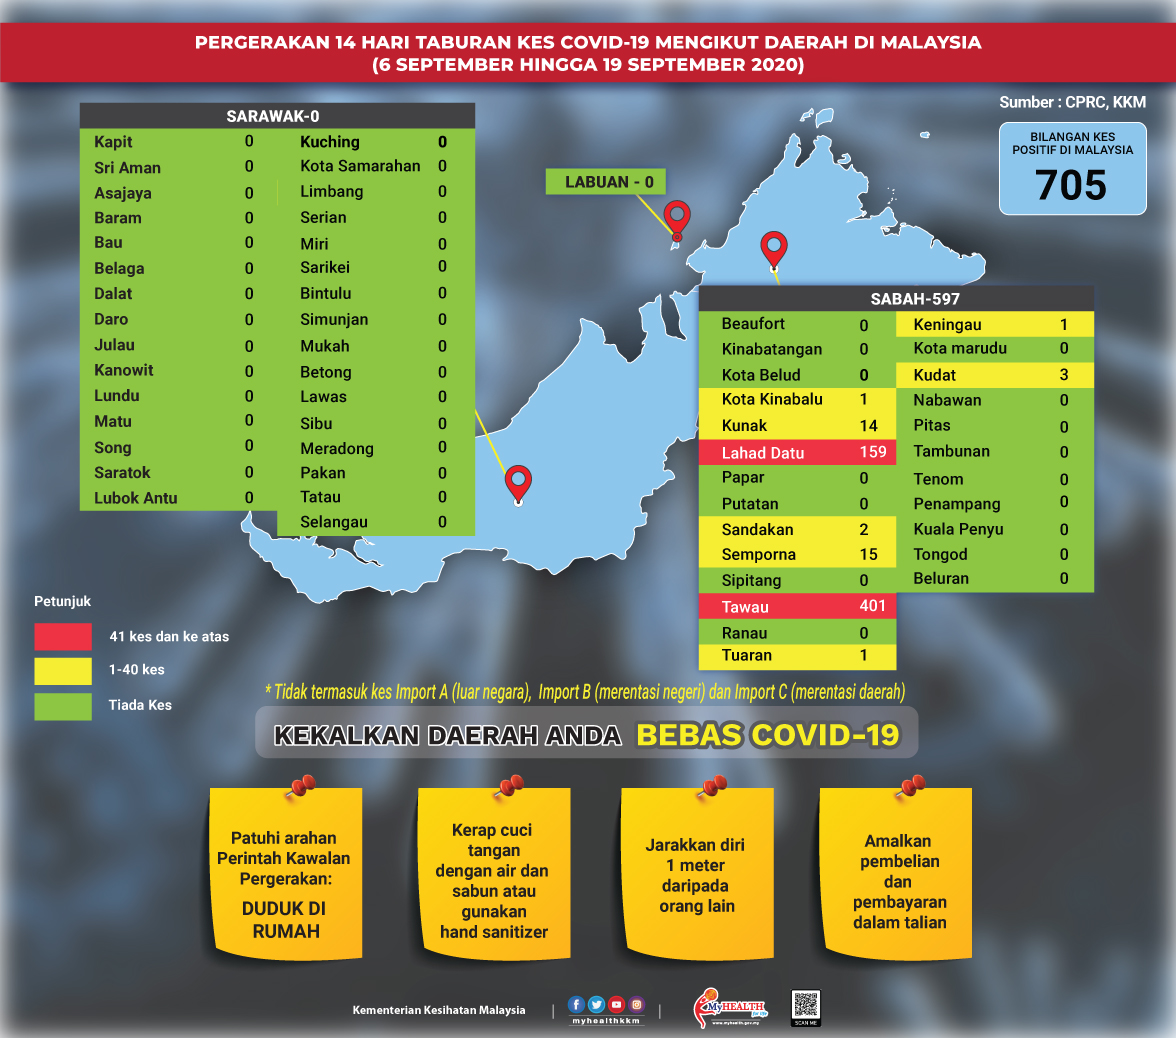 PERGERAKAN 14 HARI TABURAN KES COVID-19 MENGIKUT DAERAH DI MALAYSIA
(6 SEPTEMBER HINGGA 19 SEPTEMBER 2020)
Sumber : CPRC, KKM
BILANGAN KES
POSITIF DI MALAYSIA
705
SARAWAK-0
Kapit 0
Sri Aman 0
Asajaya 0
Baram 0
Bau 0
Belaga 0
Dalat 0
Daro 0
Julau 0
Kanowit 0
Lundu 0
Matu 0
Song 0
Saratok 0
Lubok Antu 0
Kuching 0
Kota Samarahan 0
Limbang 0
Serian 0
Miri 0
Sarikei 0
Bintulu 0
Simunjan 0
Mukah 0
Betong 0
Lawas 0
Sibu 0
Meradong 0
Pakan 0
Tatau 0
Selangau 0
LABUAN - 0
SABAH-597
Beaufort 0
Kinabatangan 0
Kota Belud 0
Kota Kinabalu 1
Kunak 14
Lahad Datu 159
Papar 0
Putatan 0
Sandakan 2
Semporna 15
Sipitang 0
Tawau 401
Ranau 0
Tuaran 1
Keningau 1
Kota marudu 0
Kudat 3
Nabawan 0
Pitas 0
Tambunan 0
Tenom 0
Penampang 0
Kuala Penyu 0
Tongod 0
Beluran 0
Petunjuk
41 kes dan ke atas
1-40 kes
Tiada Kes
* Tidak termasuk kes Import A (luar negara), Import B (merentasi negeri) dan Import C (merentasi daerah)
KEKALKAN DAERAH ANDA BEBAS COVID-19
Patuhi arahan
Perintah Kawalan
Pergerakan:
DUDUK DI
RUMAH
Kerap cuci
tangan
dengan air dan
sabun atau
gunakan
hand sanitizer
Jarakkan diri
1 meter
daripada
orang lain
Amalkan
pembelian
dan
pembayaran
dalam talian
Kementerian Kesihatan Malaysia
myhealthkkm
MyHEALTH
for life
www.myhealth.gov.my
SCAN ME